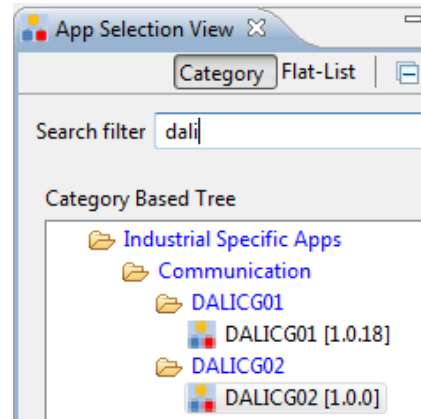 App Selection View
Category Flat-List
Search filter dali
Category Based Tree
Industrial Specific Apps
Communication
DALICG01
DALICG01 [1.0.18]
DALICG02
DALICG02 [1.0.0]